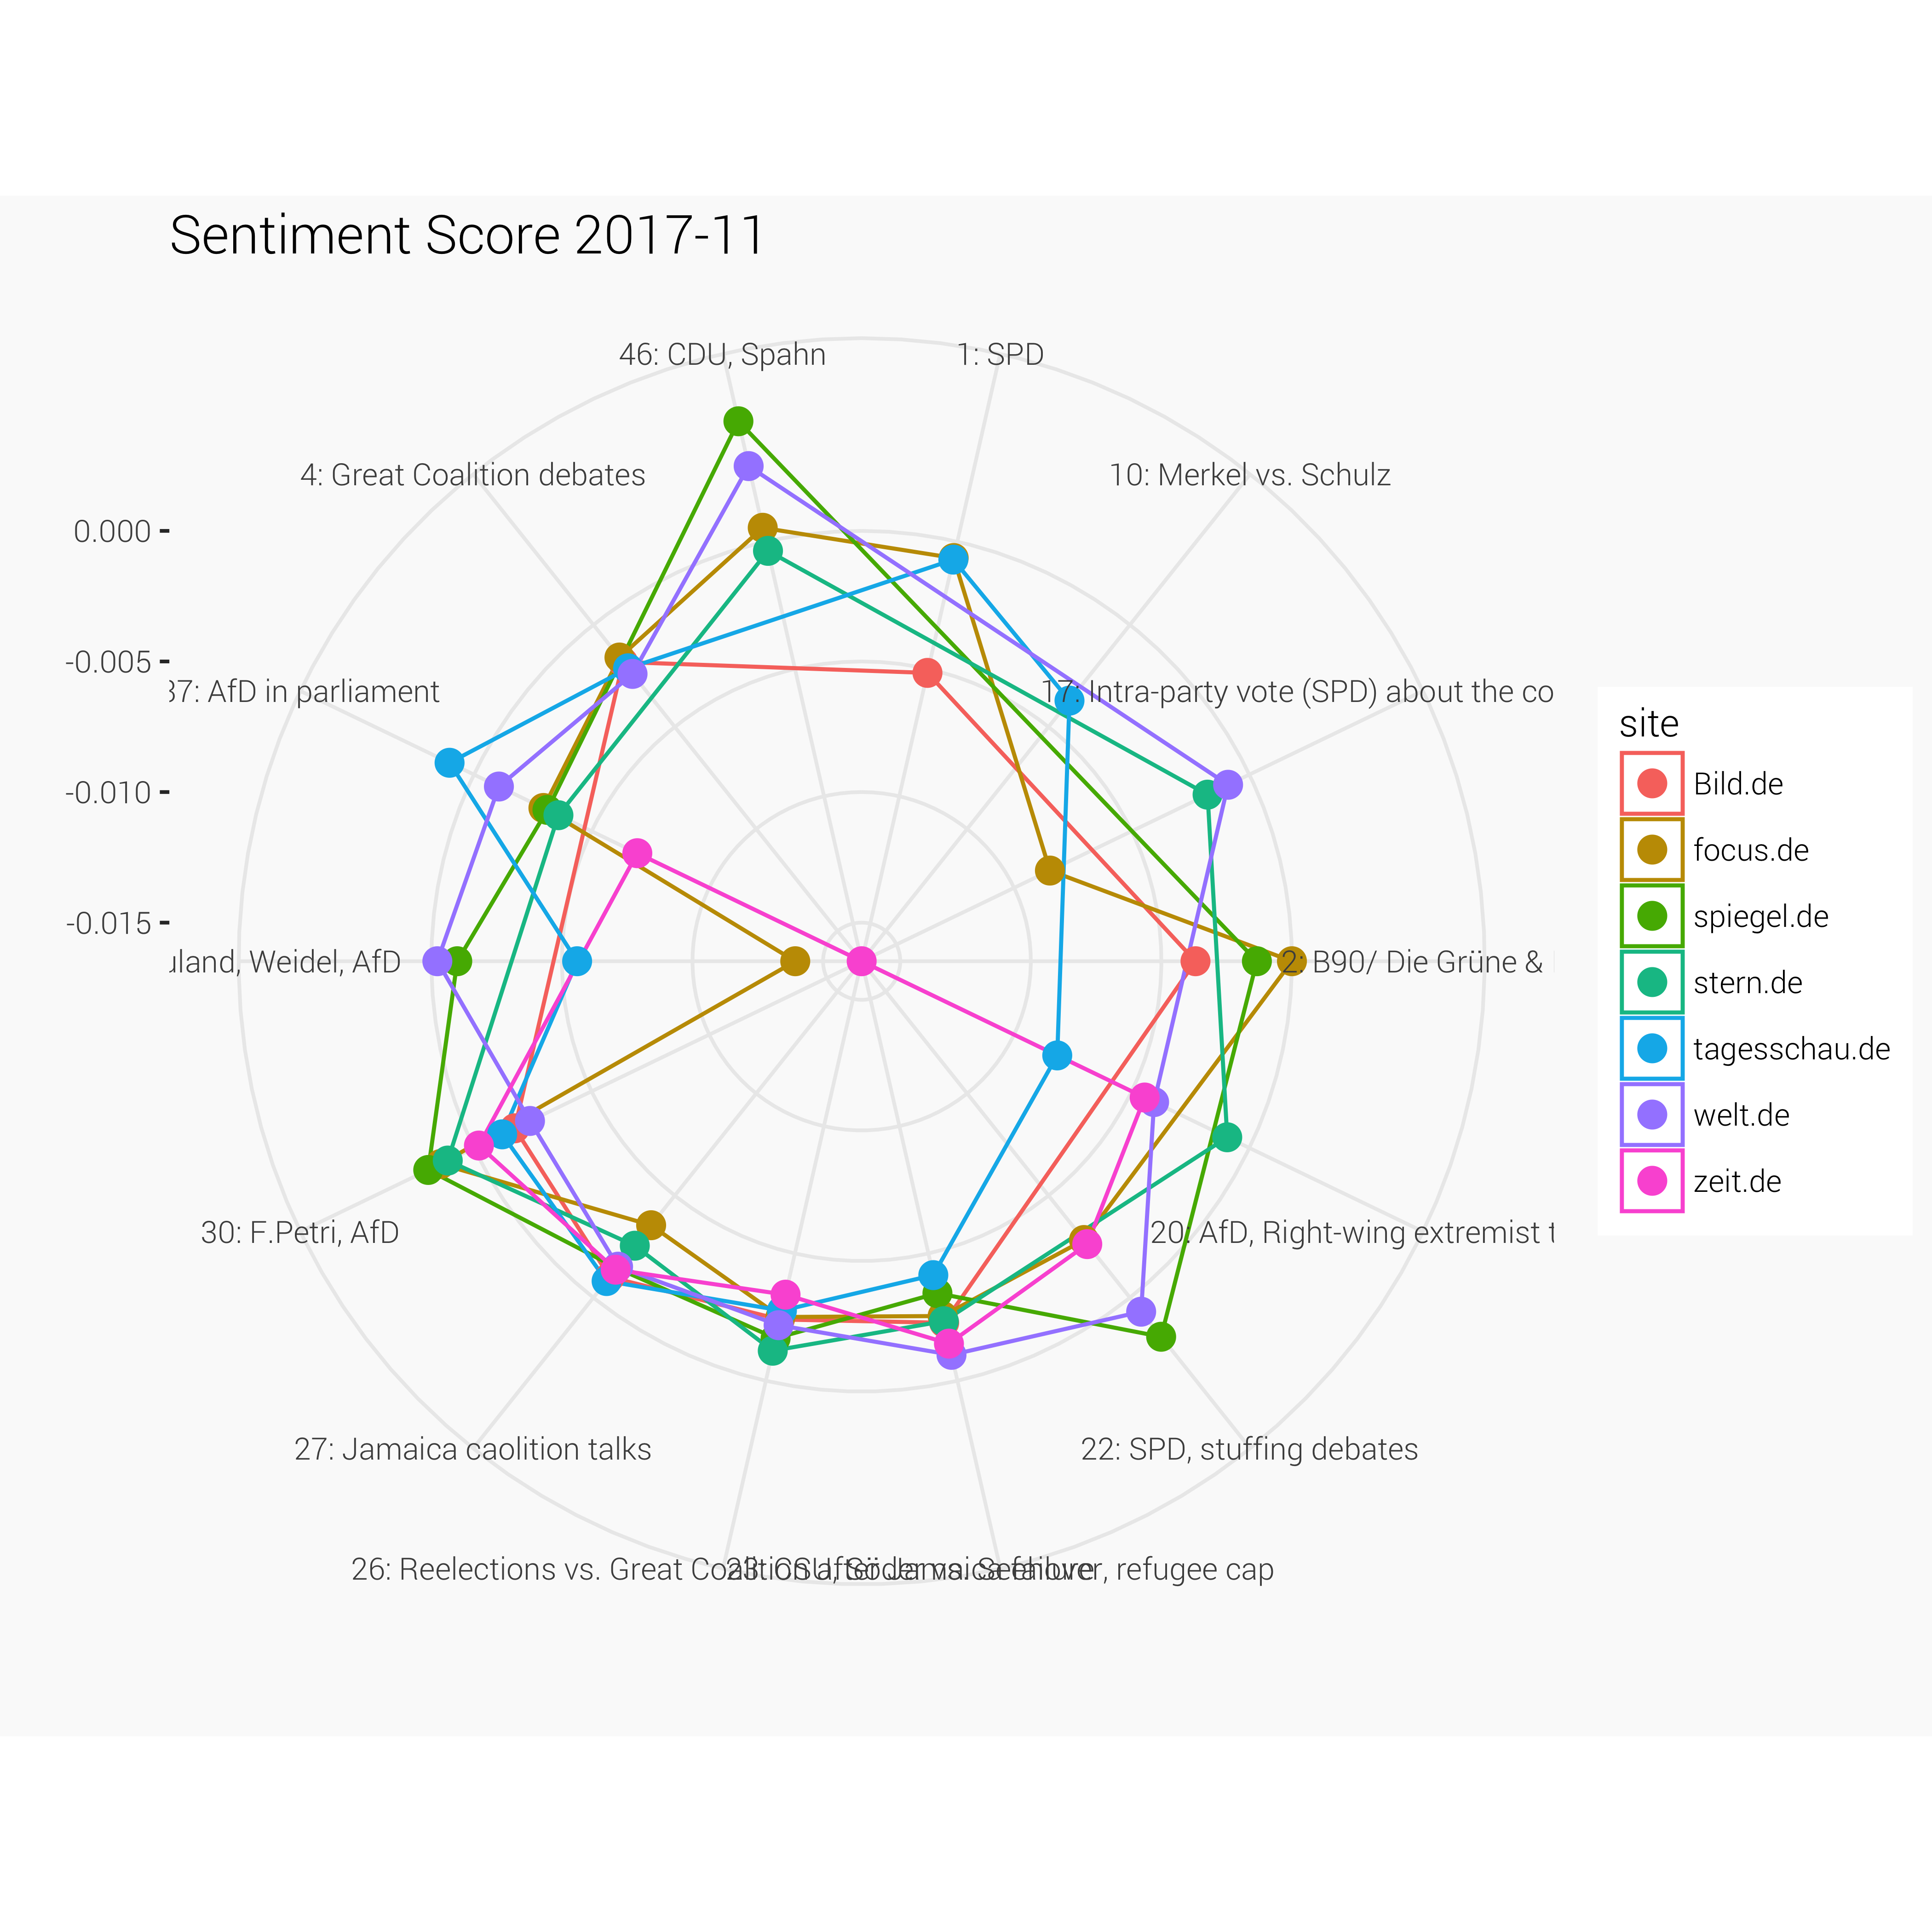 Sentiment Score 2017-11
46: CDU, Spahn
1: SPD
4: Great Coalition debates
10: Merkel vs. Schulz
0.000
-0.005
37: AfD in parliament
17: Intra-party vote (SPD) about the co
-0.010
-0.015
uland, Weidel, AfD
2: B90/ Die Grüne &
30: F.Petri, AfD
20: AfD, Right-wing extremist t
27: Jamaica caolition talks
22: SPD, stuffing debates
26: Reelections vs. Great Coalition after Jamaica failure
23: CSU, Söder vs. Seehover, refugee cap
site
Bild.de
focus.de
spiegel.de
stern.de
tagesschau.de
welt.de
zeit.de